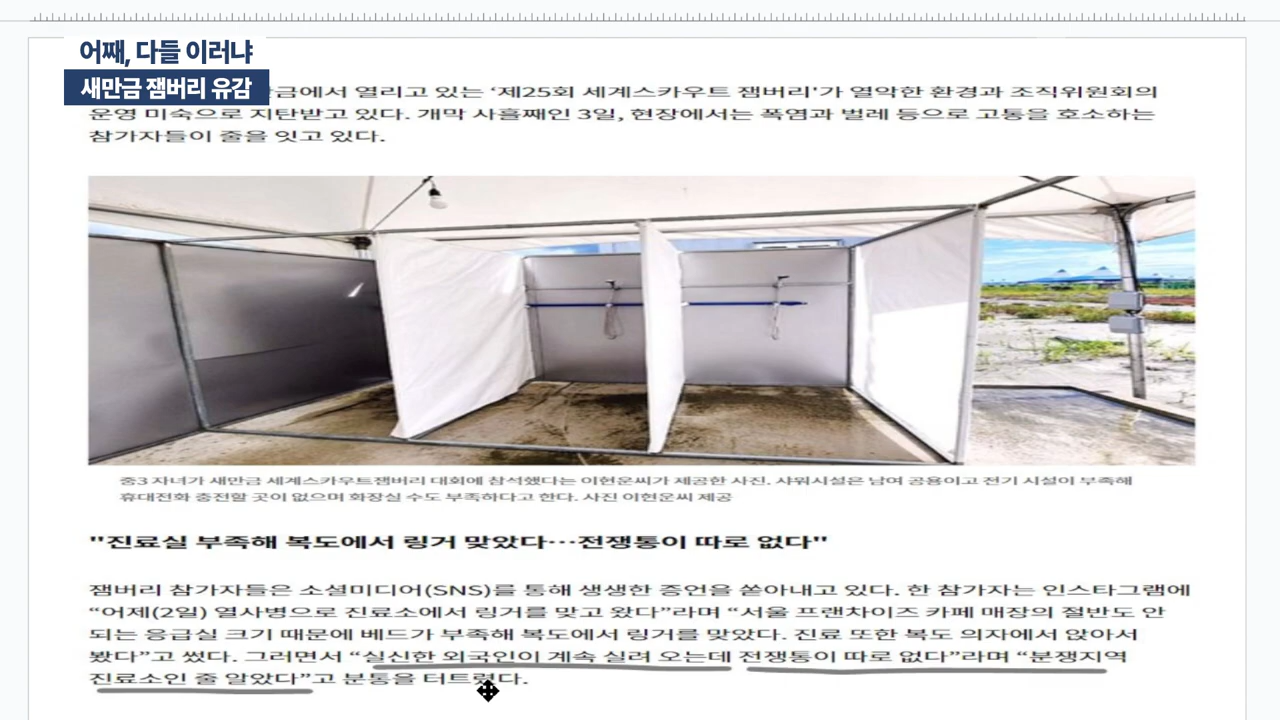 어째, 다들 이러냐
새만금 잼버리 유감
금에서 열리고 있는 ‘제25회 세계스카우트 잼버리'가 열악한 환경과 조직위원회의
운영 미숙으로 지탄받고 있다. 개막 사흘째인 3일, 현장에서는 폭염과 벌레 등으로 고통을 호소하는
참가자들이 줄을 잇고 있다.
중3 자녀가 새만금 세계스카우트잼버리 대회에 참석했다는 이현운씨가 제공한 사진. 샤워시설은 남여 공용이고 전기 시설이 부족해
휴대전화 충전할 곳이 없으며 화장실 수도 부족하다고 한다. 사진 이현운씨 제공
"진료실 부족해 복도에서 링거 맞았다…전쟁통이 따로 없다"
잼버리 참가자들은 소셜미디어(SNS)를 통해 생생한 증언을 쏟아내고 있다. 한 참가자는 인스타그램에
“어제(2일) 열사병으로 진료소에서 링거를 맞고 왔다”라며 “서울 프랜차이즈 카페 매장의 절반도 안
되는 응급실 크기 때문에 베드가 부족해 복도에서 링거를 맞았다. 진료 또한 복도 의자에서 앉아서
봤다”고 썼다. 그러면서 “실신한 외국인이 계속 실려 오는데 전쟁통이 따로 없다”라며 “분쟁지역
진료소인 줄 알았다”고 분통을 터트렸다.